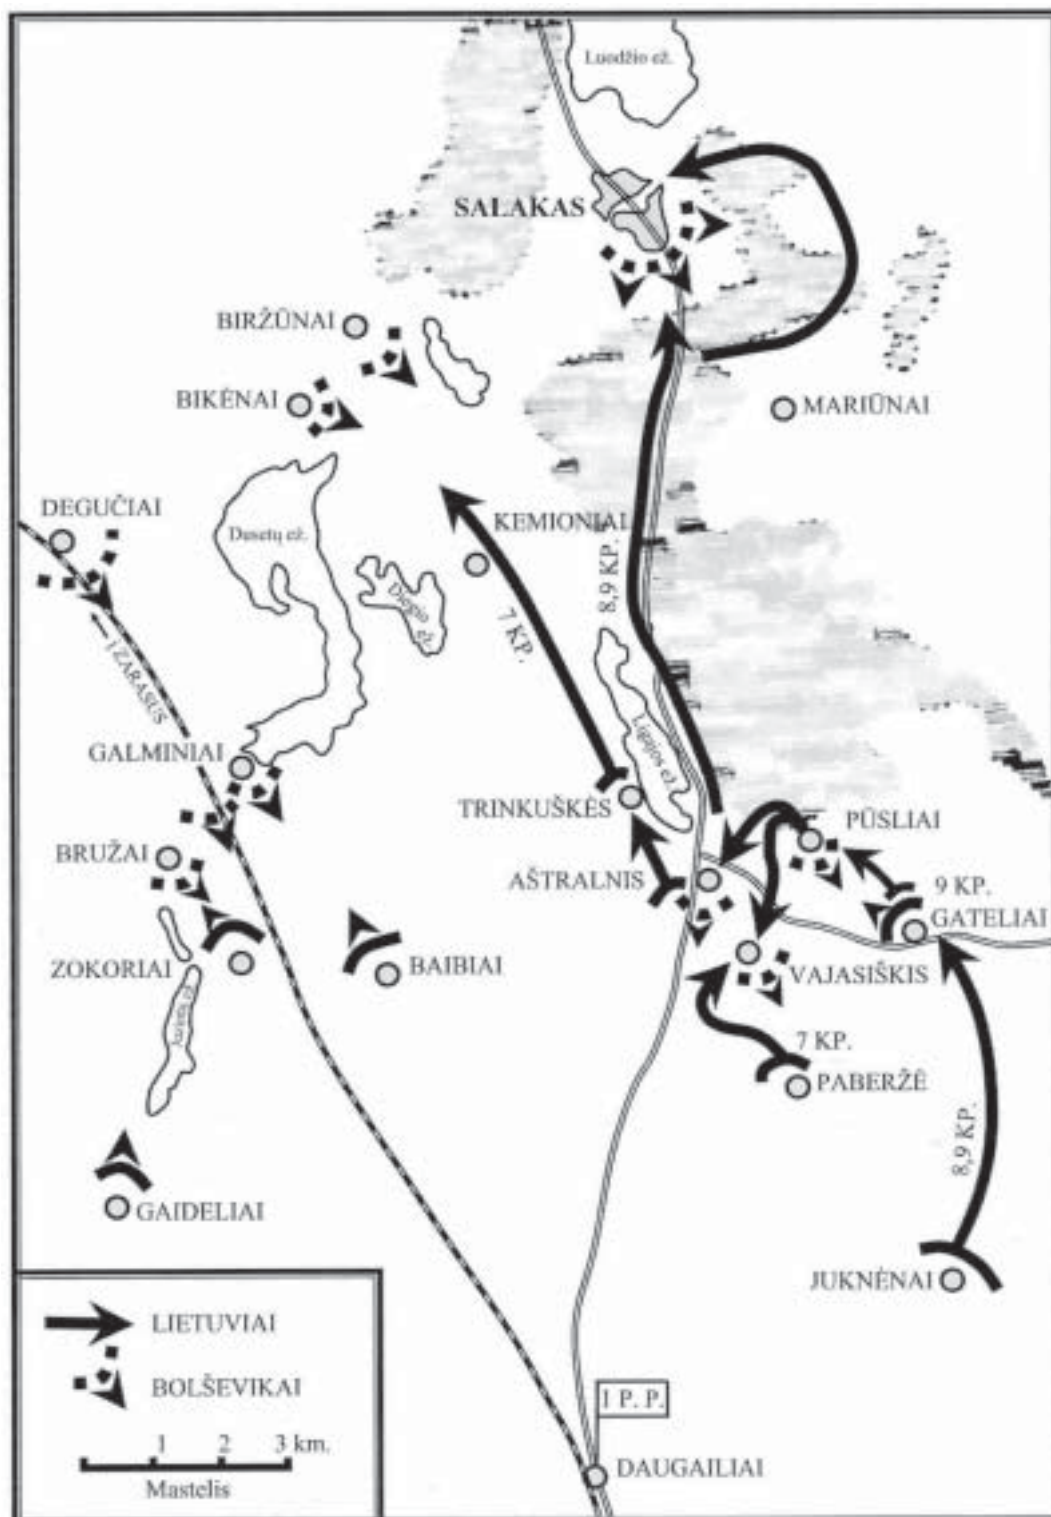 Luodžio ež.
SALAKAS
BIRŽŪNAI
BIKĖNAI
MARIŪNAI
DEGUČIAI
Dusetų ež.
KEMIONIAI
8,9 KP.
7 KP.
Į ZARASUS
GALMINIAI
TRINKUŠKĖS
PŪSLIAI
BRUŽAI
AŠTRALNIS
9 KP.
GATELIAI
ZOKORIAI
BAIBIAI
VAJASIŠKIS
7 KP.
PABERŽĖ
8,9 KP.
GAIDELIAI
JUKNĖNAI
LIETUVIAI
BOLŠEVIKAI
1 2 3 km.
Mastelis
1 P. P.
DAUGAILIAI